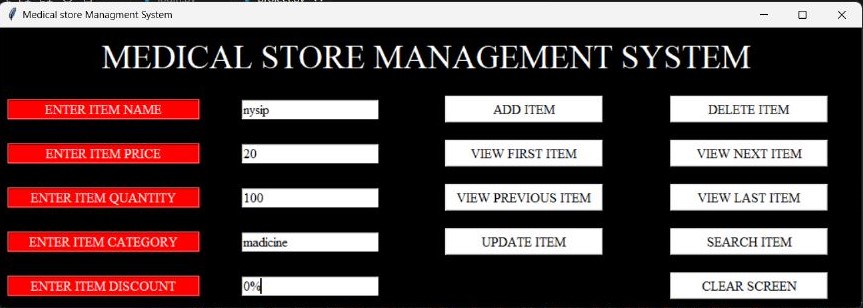 Medical store Managment System
MEDICAL STORE MANAGEMENT SYSTEM
ENTER ITEM NAME nysip ADD ITEM DELETE ITEM
ENTER ITEM PRICE 20 VIEW FIRST ITEM VIEW NEXT ITEM
ENTER ITEM QUANTITY 100 VIEW PREVIOUS ITEM VIEW LAST ITEM
ENTER ITEM CATEGORY madicine UPDATE ITEM SEARCH ITEM
ENTER ITEM DISCOUNT 0% CLEAR SCREEN